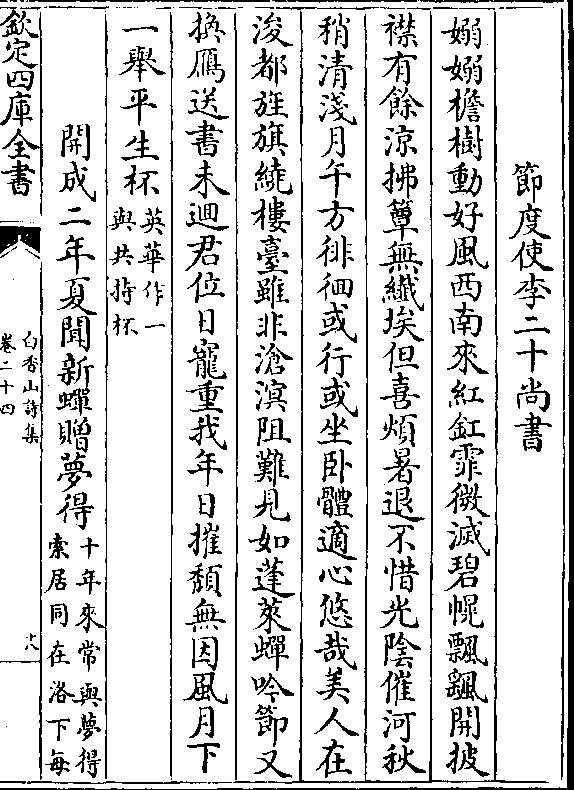 節度使李二十尚書
嫋嫋檐樹動好風西南來紅釭霏微滅碧幌飄颻開披
襟有餘涼拂簟無纖埃但喜煩暑退不惜光陰催河秋
稍清淺月午方徘徊或行或坐卧體適心悠哉美人在
浚都旌旗繞樓臺雖非滄溟阻難見如蓬萊蟬吟節又
換鴈送書未迴君位日寵重我年日摧頹無因風月下
一舉平生杯英華作一與共持杯
開成二年夏聞新蟬贈夢得十年來常與夢得索居同在洛下每
欽定四庫全書
白香山詩集
卷二十四
十八